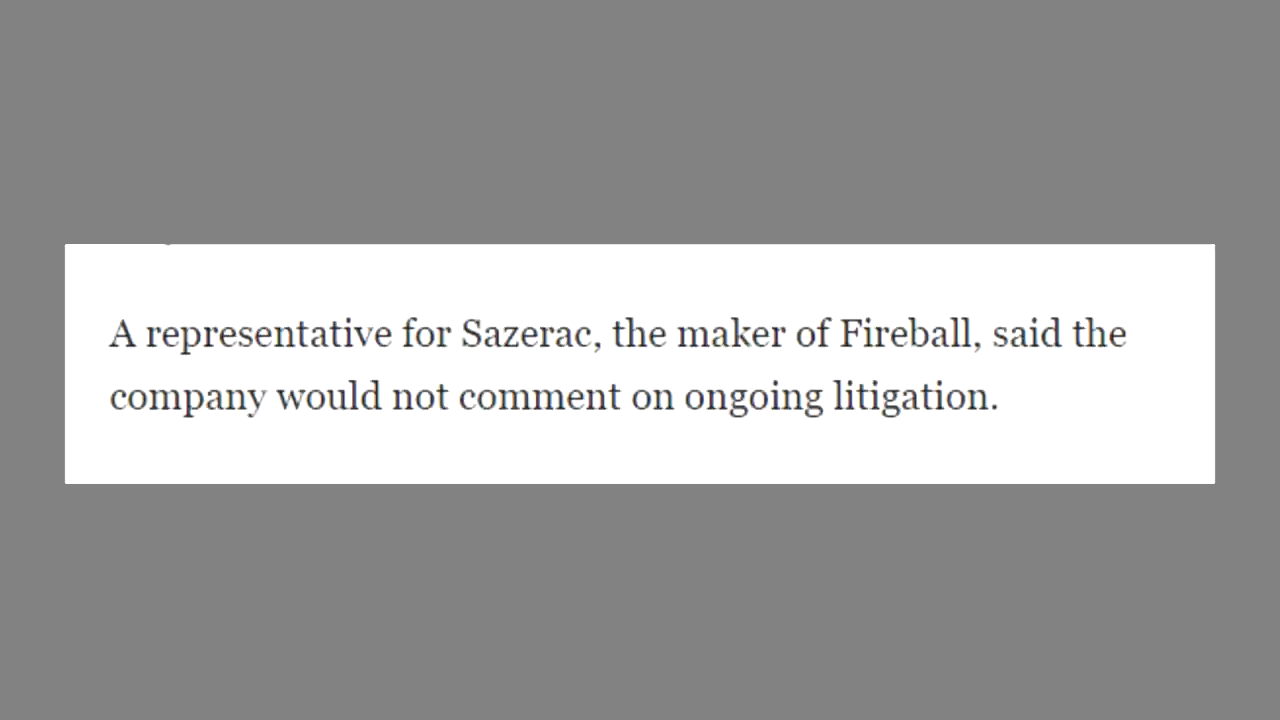 A representative for Sazerac, the maker of Fireball, said the
company would not comment on ongoing litigation.